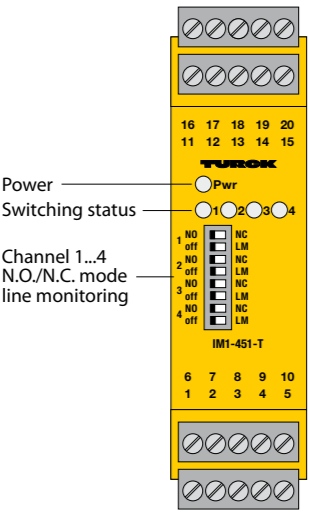 16 17 18 19 20
11 12 13 14 15
TURCK
Power
Pwr
Switching status
1 2 3 4
Channel 1...4
N.O./N.C. mode
line monitoring
1 NO NC
off LM
2 NO NC
off LM
3 NO NC
off LM
4 NO NC
off LM
IM1-451-T
6 7 8 9 10
1 2 3 4 5